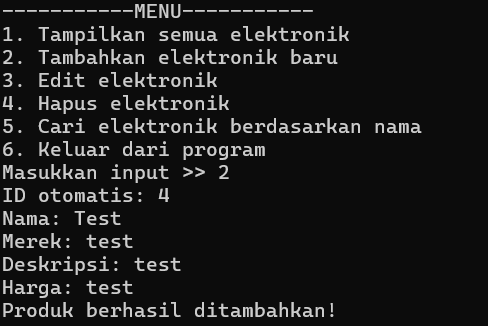 -----------MENU-----------
1. Tampilkan semua elektronik
2. Tambahkan elektronik baru
3. Edit elektronik
4. Hapus elektronik
5. Cari elektronik berdasarkan nama
6. Keluar dari program
Masukkan input >> 2
ID otomatis: 4
Nama: Test
Merek: test
Deskripsi: test
Harga: test
Produk berhasil ditambahkan!